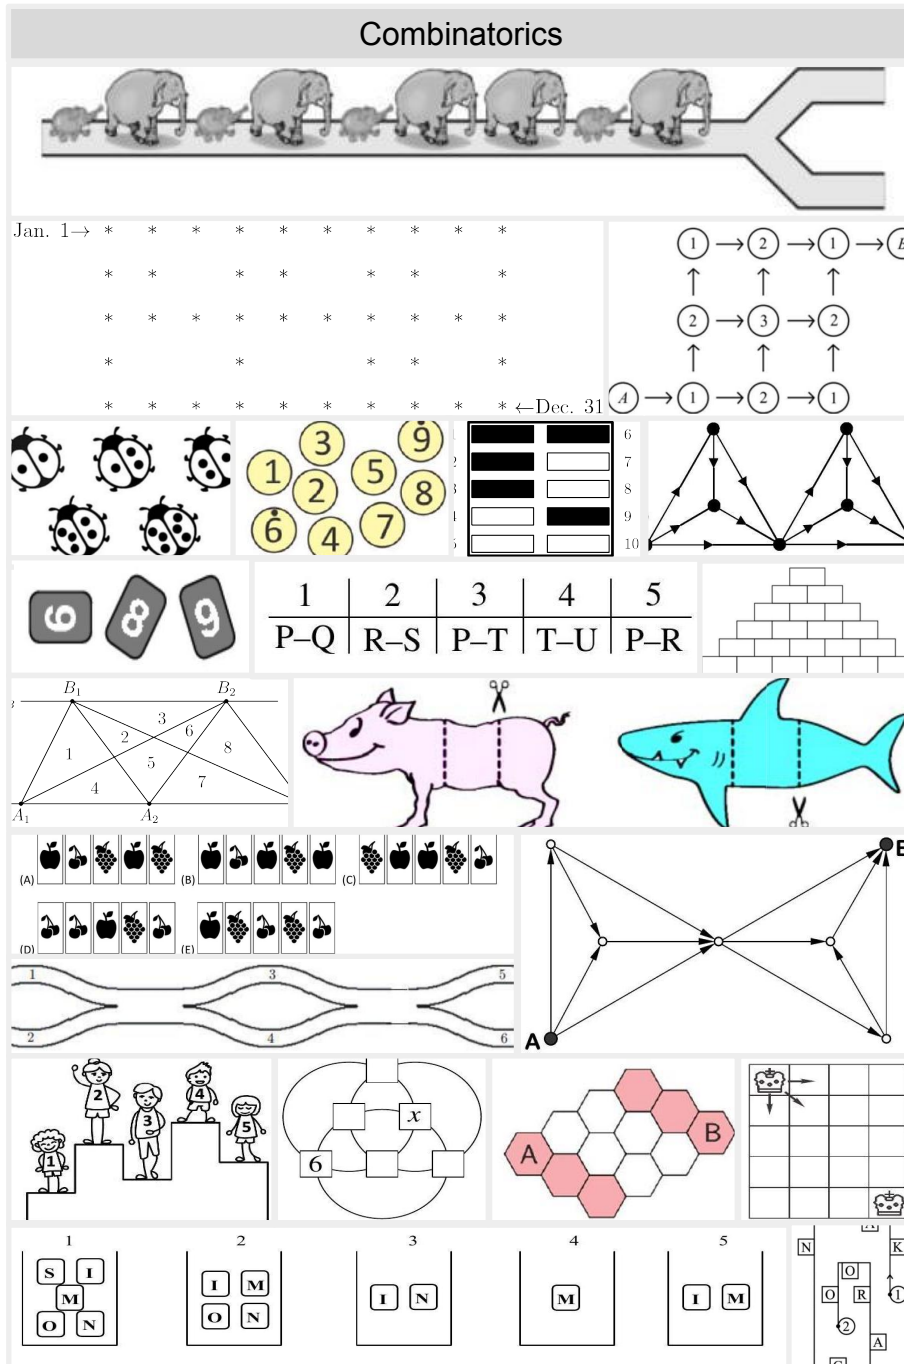 Combinatorics
Jan. 1→ * * * * * * * * * *
* * * * * * *
* * * * * * * * * *
* * * * *
* * * * * * * * * * ←Dec. 31
1 2 1
2 3 2
A 1 2 1
1 3 9
2 5 8
6 4 7
6
7
8
9
10
6 8 9
1 2 3 4 5
P–Q R–S P–T T–U P–R
B₁ B₂
1 2 3 6 8
4 5 7
A₁ A₂
(A) (B) (C)
(D) (E)
1 3 5
2 4 6
A
1 2 3 4 5
x
6
A B
1 2 3 4 5
S I
M
O N
I M
O N
I N
M
I M
N K
O
O R 1
2
A